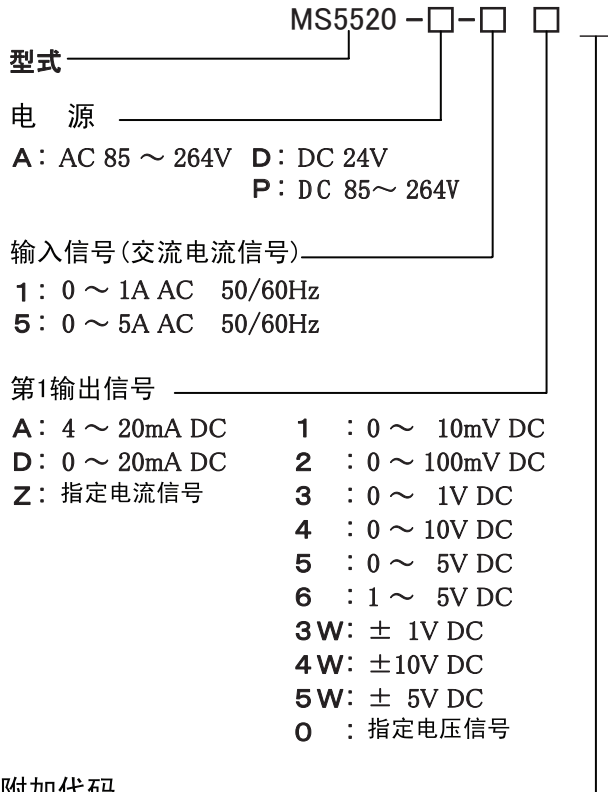 MS5520 －□－□ □
型式
电 源
A：AC 85 ～ 264V D：DC 24V
P：DC 85～ 264V
输入信号(交流电流信号)
1：0 ～ 1A AC 50/60Hz
5：0 ～ 5A AC 50/60Hz
第1输出信号
A：4 ～ 20mA DC 1 ：0 ～ 10mV DC
D：0 ～ 20mA DC 2 ：0 ～ 100mV DC
Z：指定电流信号 3 ：0 ～ 1V DC
4 ：0 ～ 10V DC
5 ：0 ～ 5V DC
6 ：1 ～ 5V DC
3W：± 1V DC
4W：±10V DC
5W：± 5V DC
0 ：指定电压信号
附加代码